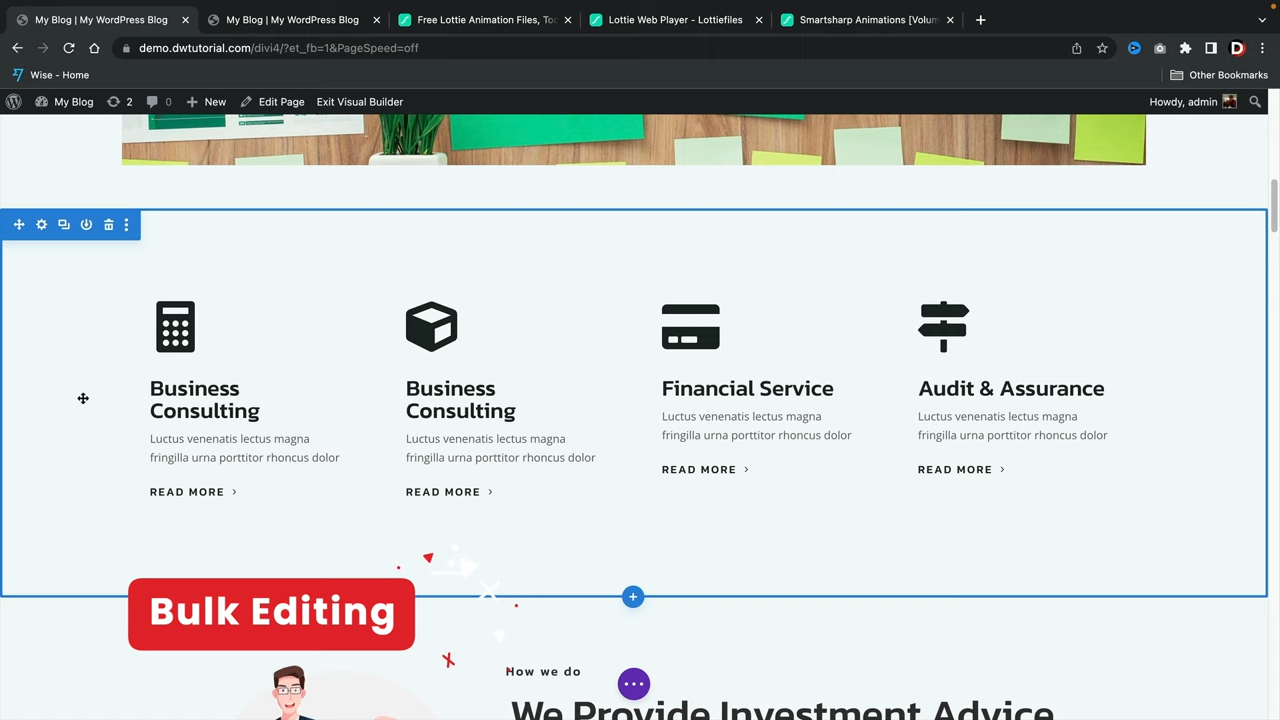 My Blog | My WordPress Blog
My Blog | My WordPress Blog
Free Lottie Animation Files, Too
Lottie Web Player - Lottiefiles
Smartsharp Animations [Volum
demo.dwtutorial.com/divi4/?et_fb=1&PageSpeed=off
Wise - Home
Other Bookmarks
My Blog
2
0
New
Edit Page
Exit Visual Builder
Howdy, admin
Business
Consulting
Luctus venenatis lectus magna
fringilla urna porttitor rhoncus dolor
READ MORE
Business
Consulting
Luctus venenatis lectus magna
fringilla urna porttitor rhoncus dolor
READ MORE
Financial Service
Luctus venenatis lectus magna
fringilla urna porttitor rhoncus dolor
READ MORE
Audit & Assurance
Luctus venenatis lectus magna
fringilla urna porttitor rhoncus dolor
READ MORE
Bulk Editing
How we do
We Provide Investment Advice